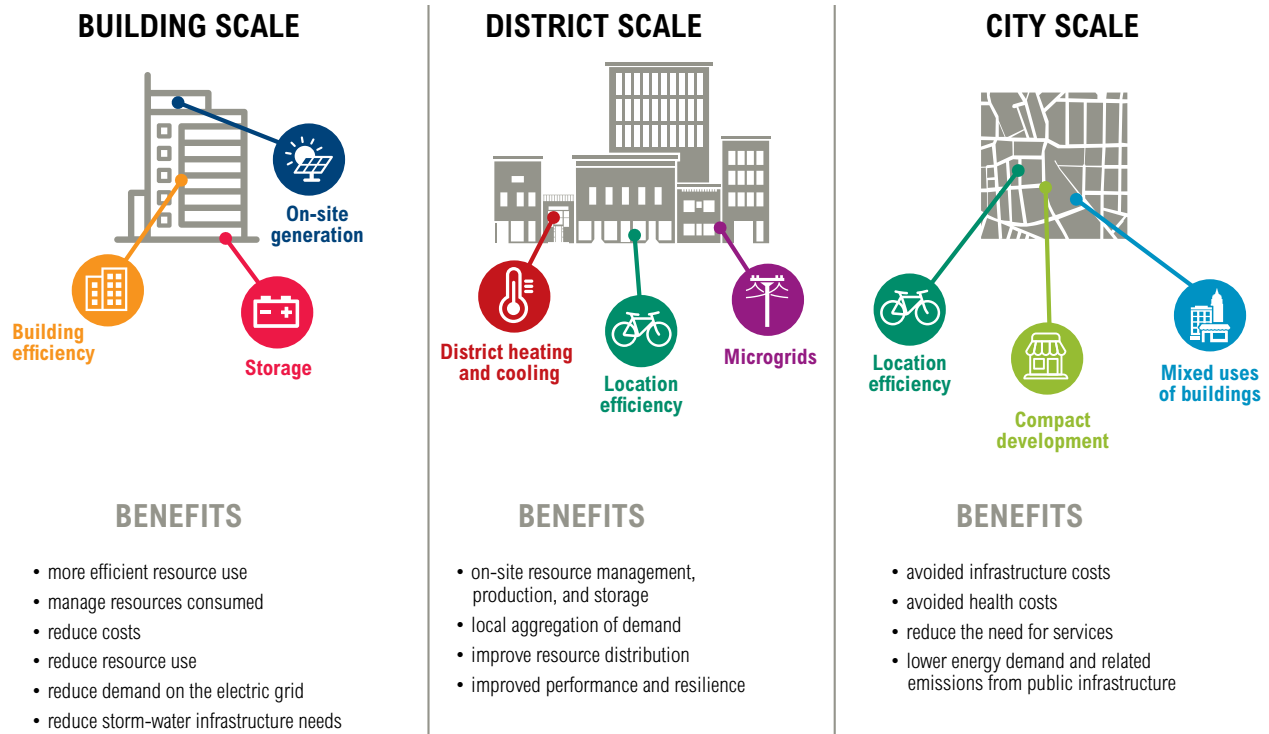 BUILDING SCALE
On-site
generation
Building
efficiency
Storage
BENEFITS
• more efficient resource use
• manage resources consumed
• reduce costs
• reduce resource use
• reduce demand on the electric grid
• reduce storm-water infrastructure needs
DISTRICT SCALE
District heating
and cooling
Location
efficiency
Microgrids
BENEFITS
• on-site resource management,
production, and storage
• local aggregation of demand
• improve resource distribution
• improved performance and resilience
CITY SCALE
Location
efficiency
Compact
development
Mixed uses
of buildings
BENEFITS
• avoided infrastructure costs
• avoided health costs
• reduce the need for services
• lower energy demand and related
emissions from public infrastructure